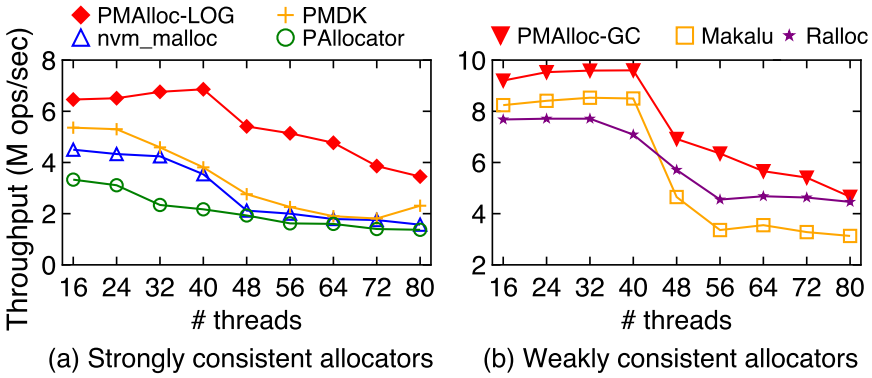 PMAlloc-LOG PMDK
nvm_malloc PAllocator
Throughput (M ops/sec)
8
6
4
2
0
16 24 32 40 48 56 64 72 80
# threads
(a) Strongly consistent allocators
PMAlloc-GC Makalu Ralloc
10
8
6
4
2
16 24 32 40 48 56 64 72 80
# threads
(b) Weakly consistent allocators